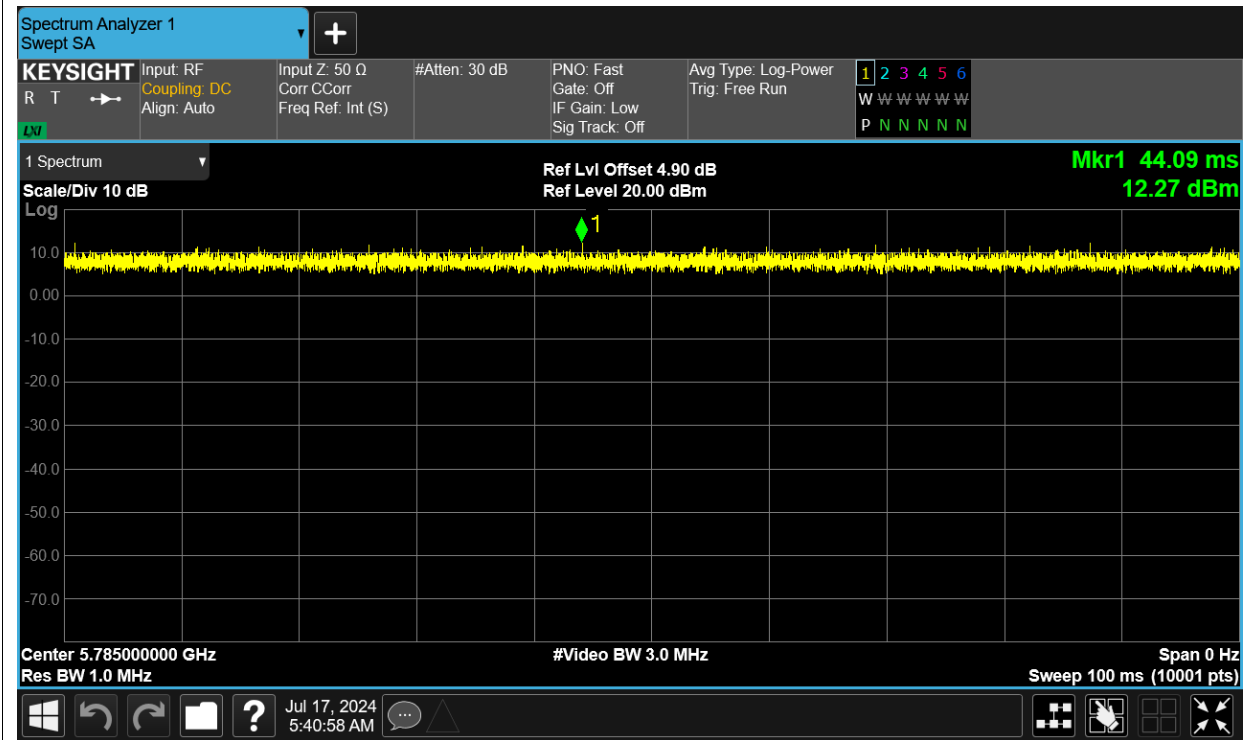 Spectrum Analyzer 1
Swept SA
▼
+
KEYSIGHT
R T
LXI
Input: RF
Coupling: DC
Align: Auto
Input Z: 50 Ω
Corr CCorr
Freq Ref: Int (S)
#Atten: 30 dB
PNO: Fast
Gate: Off
IF Gain: Low
Sig Track: Off
Avg Type: Log-Power
Trig: Free Run
1 2 3 4 5 6
W W W W W W
P N N N N N
1 Spectrum ▼
Scale/Div 10 dB
Ref Lvl Offset 4.90 dB
Ref Level 20.00 dBm
Mkr1 44.09 ms
12.27 dBm
Log
1
10.0
0.00
-10.0
-20.0
-30.0
-40.0
-50.0
-60.0
-70.0
Center 5.785000000 GHz
Res BW 1.0 MHz
#Video BW 3.0 MHz
Span 0 Hz
Sweep 100 ms (10001 pts)
?
Jul 17, 2024
5:40:58 AM